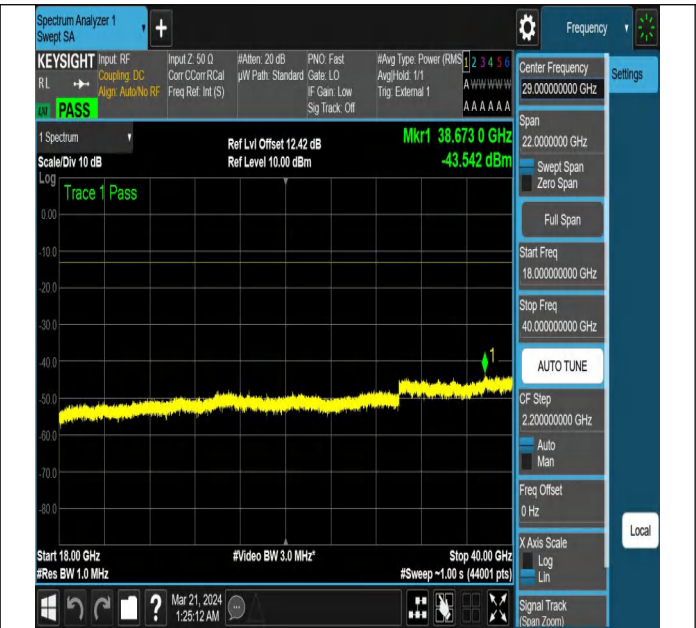 Spectrum Analyzer 1
Swept SA
+
Frequency
KEYSIGHT
RL
PASS
Input: RF
Coupling: DC
Align: Auto/No RF
Input Z: 50 Ω
Corr CCorr RCal
Freq Ref: Int (S)
#Atten: 20 dB
µW Path: Standard
PNO: Fast
Gate: LO
IF Gain: Low
Sig Track: Off
#Avg Type: Power (RMS
Avg|Hold: 1/1
Trig: External 1
1 2 3 4 5 6
A W W W W W
A A A A A A
Settings
Center Frequency
29.00000000 GHz
Span
22.0000000 GHz
Swept Span
Zero Span
Full Span
Start Freq
18.000000000 GHz
Stop Freq
40.000000000 GHz
AUTO TUNE
CF Step
2.200000000 GHz
Auto
Man
Freq Offset
0 Hz
X Axis Scale
Log
Lin
Signal Track
(Span Zoom)
Local
1 Spectrum
Scale/Div 10 dB
Ref Lvl Offset 12.42 dB
Ref Level 10.00 dBm
Mkr1 38.673 0 GHz
-43.542 dBm
Log
Trace 1 Pass
0.00
-10.0
-20.0
-30.0
-40.0
-50.0
-60.0
-70.0
-80.0
1
Start 18.00 GHz
#Res BW 1.0 MHz
#Video BW 3.0 MHz*
Stop 40.00 GHz
#Sweep ~1.00 s (44001 pts)
?
Mar 21, 2024
1:25:12 AM